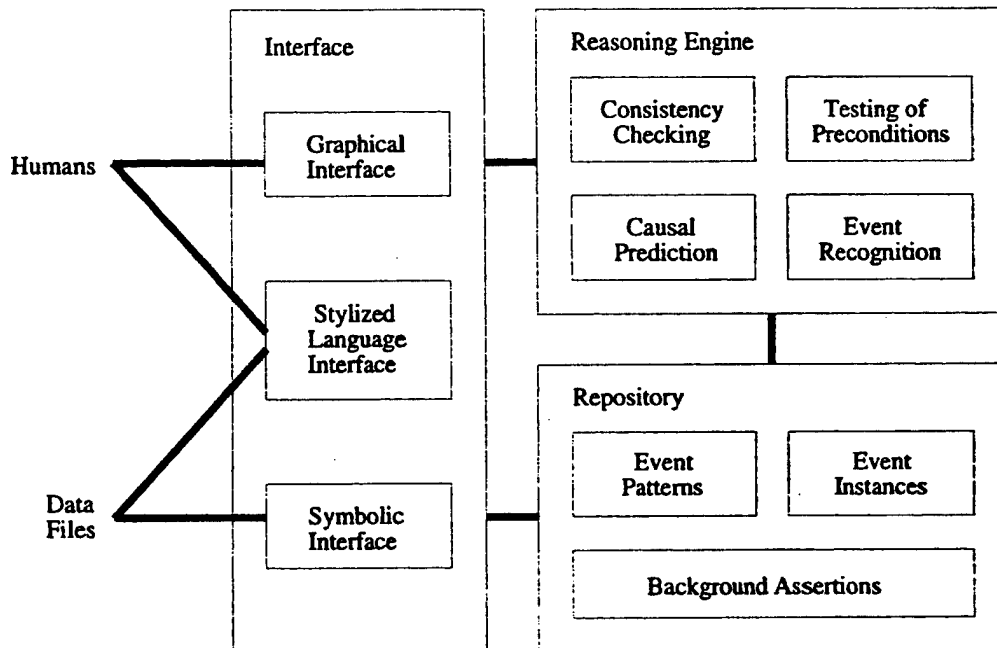 Humans
Data
Files
Interface
Graphical
Interface
Stylized
Language
Interface
Symbolic
Interface
Reasoning Engine
Consistency
Checking
Testing of
Preconditions
Causal
Prediction
Event
Recognition
Repository
Event
Patterns
Event
Instances
Background Assertions